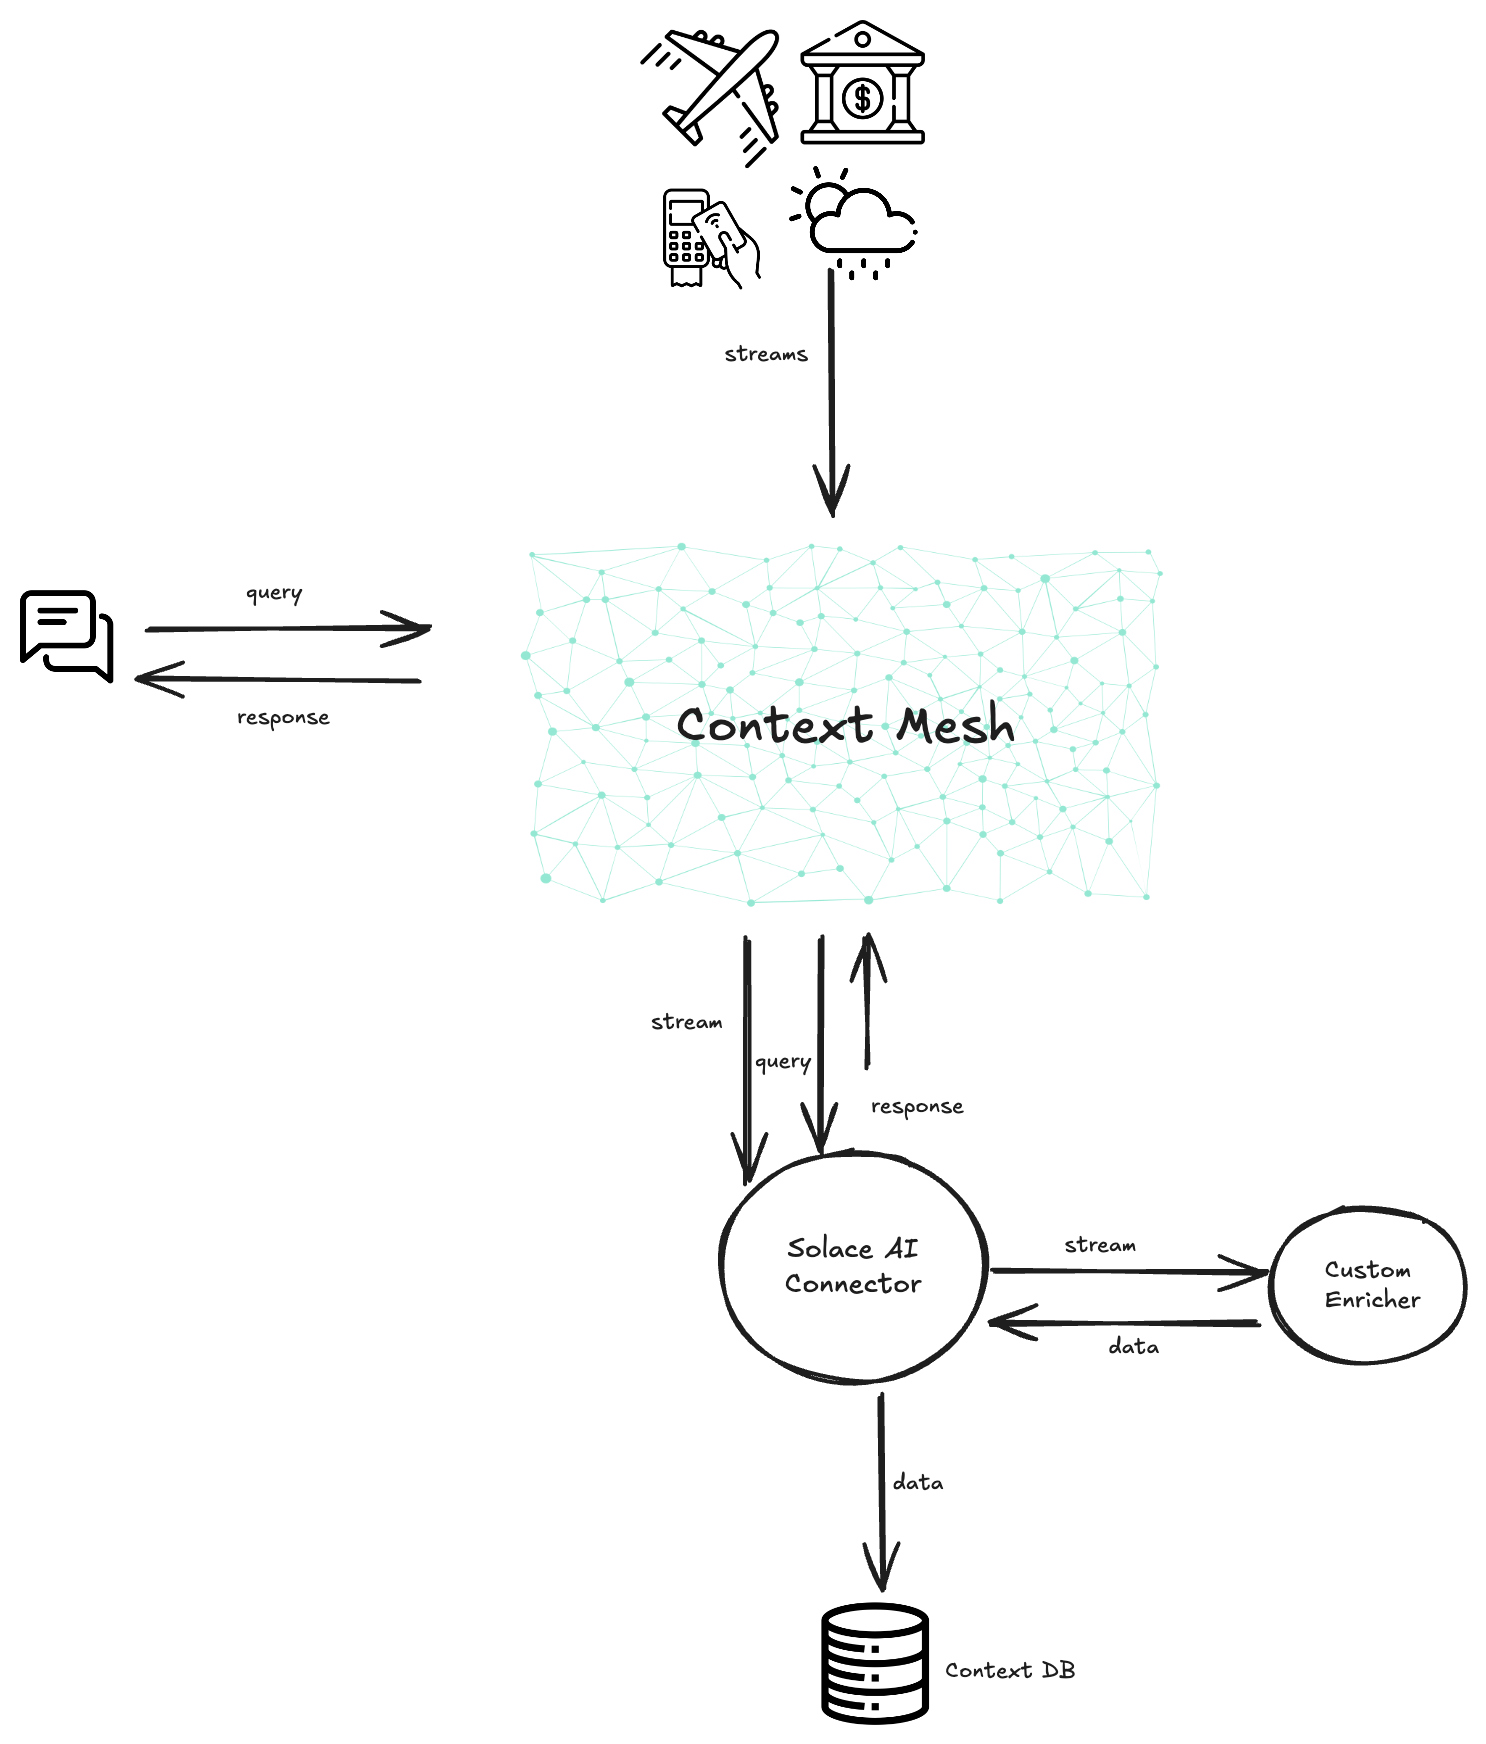 $
streams
query
response
Context Mesh
stream
query
response
Solace AI
Connector
stream
data
Custom
Enricher
data
Context DB